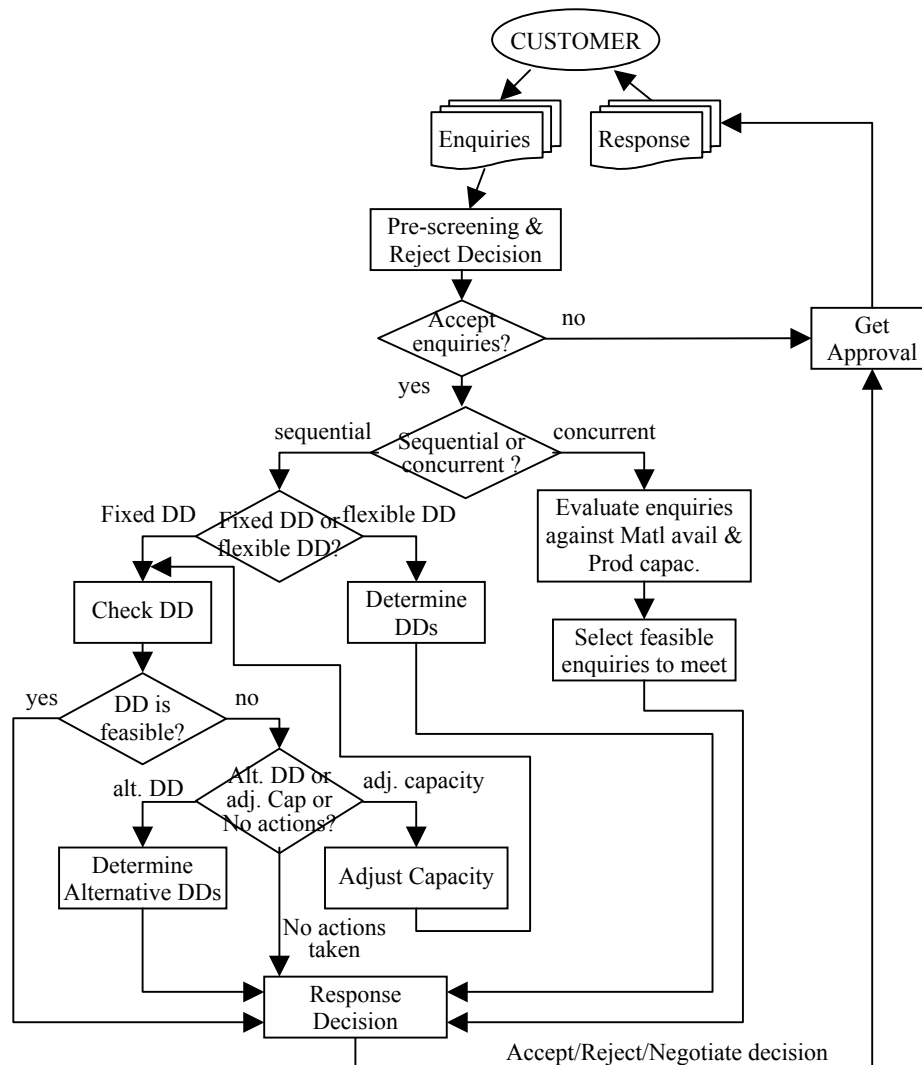 CUSTOMER
Enquiries
Response
Pre-screening &
Reject Decision
Accept
enquiries?
no
Get
Approval
yes
sequential
Sequential or
concurrent ?
concurrent
Fixed DD
Fixed DD or
flexible DD?
flexible DD
Evaluate enquiries
against Matl avail &
Prod capac.
Check DD
Determine
DDs
Select feasible
enquiries to meet
yes
DD is
feasible?
no
alt. DD
Alt. DD or
adj. Cap or
No actions?
adj. capacity
Determine
Alternative DDs
Adjust Capacity
No actions
taken
Response
Decision
Accept/Reject/Negotiate decision